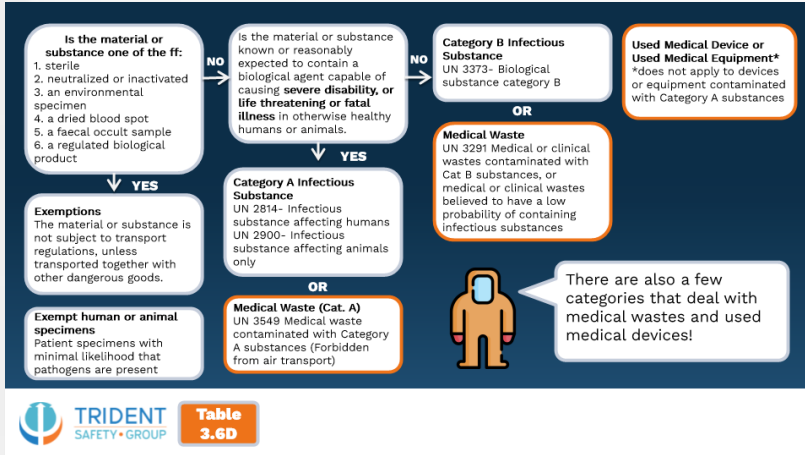 Is the material or
substance one of the ff:
1. sterile
2. neutralized or inactivated
3. an environmental
specimen
4. a dried blood spot
5. a faecal occult sample
6. a regulated biological
product
NO
Is the material or substance
known or reasonably
expected to contain a
biological agent capable of
causing severe disability, or
life threatening or fatal
illness in otherwise healthy
humans or animals.
NO
Category B Infectious
Substance
UN 3373- Biological
substance category B
Used Medical Device or
Used Medical Equipment*
*does not apply to devices
or equipment contaminated
with Category A substances
OR
Medical Waste
UN 3291 Medical or clinical
wastes contaminated with
Cat B substances, or
medical or clinical wastes
believed to have a low
probability of containing
infectious substances
YES
Exemptions
The material or substance is
not subject to transport
regulations, unless
transported together with
other dangerous goods.
YES
Category A Infectious
Substance
UN 2814- Infectious
substance affecting humans
UN 2900- Infectious
substance affecting animals
only
OR
Medical Waste (Cat. A)
UN 3549 Medical waste
contaminated with Category
A substances (Forbidden
from air transport)
Exempt human or animal
specimens
Patient specimens with
minimal likelihood that
pathogens are present
There are also a few
categories that deal with
medical wastes and used
medical devices!
TRIDENT
SAFETY•GROUP
Table
3.6D